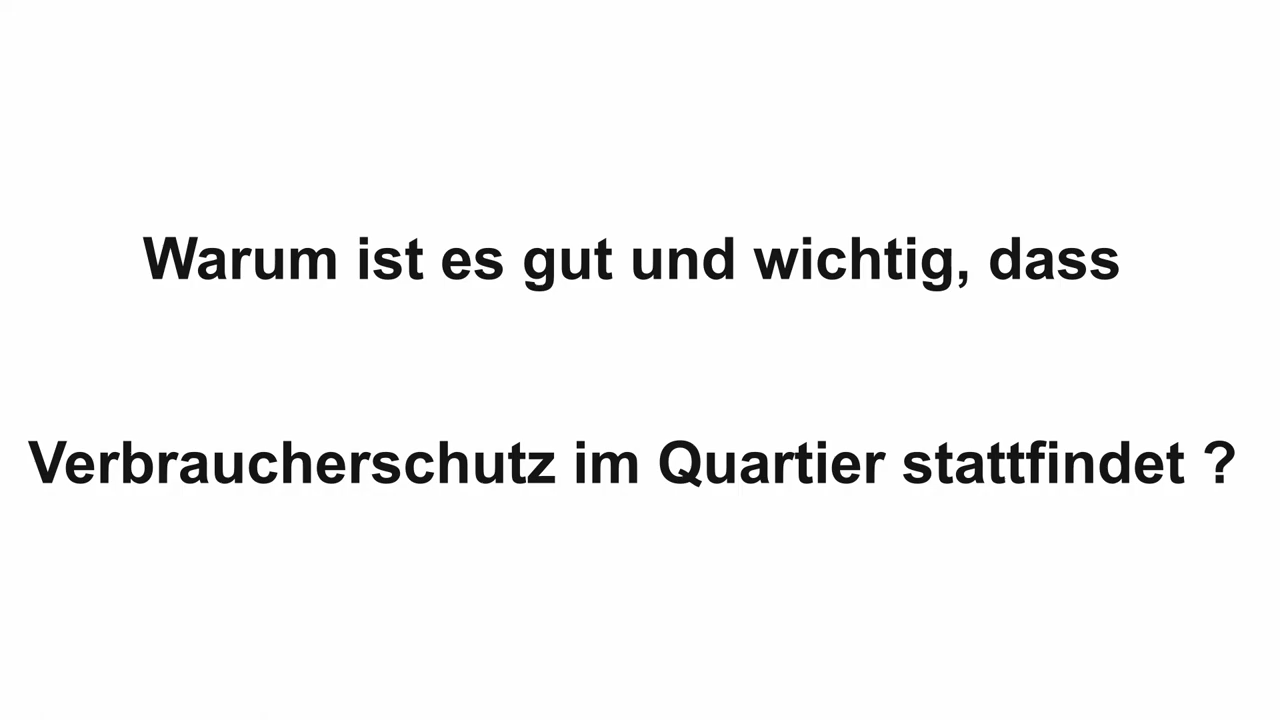 Warum ist es gut und wichtig, dass
Verbraucherschutz im Quartier stattfindet ?